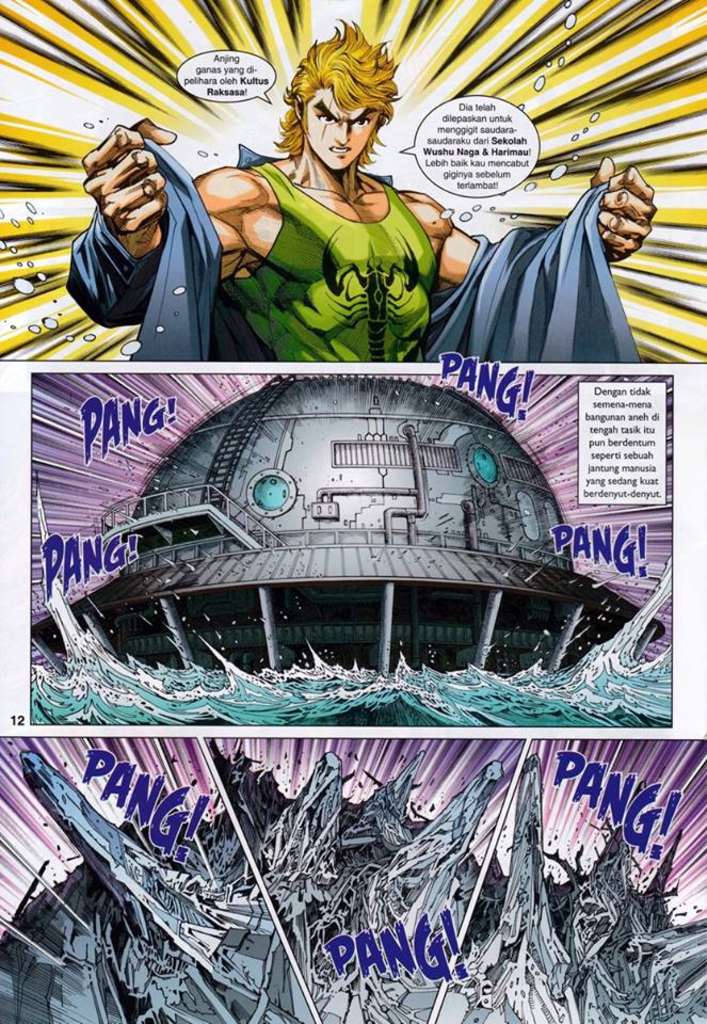 Anjing
ganas yang di-
pelihara oleh Kultus
Raksasa!
Dia telah
dilepaskan untuk
menggigit saudara-
saudaraku dari Sekolah
Wushu Naga & Harimau!
Lebih baik kau mencabut
giginya sebelum
terlambat!
PANG!
PANG!
Dengan tidak
semena-mena
bangunan aneh di
tengah tasik itu
pun berdentum
seperti sebuah
jantung manusia
yang sedang kuat
berdenyut-denyut.
PANG!
PANG!
12
PANG!
PANG!
PANG!